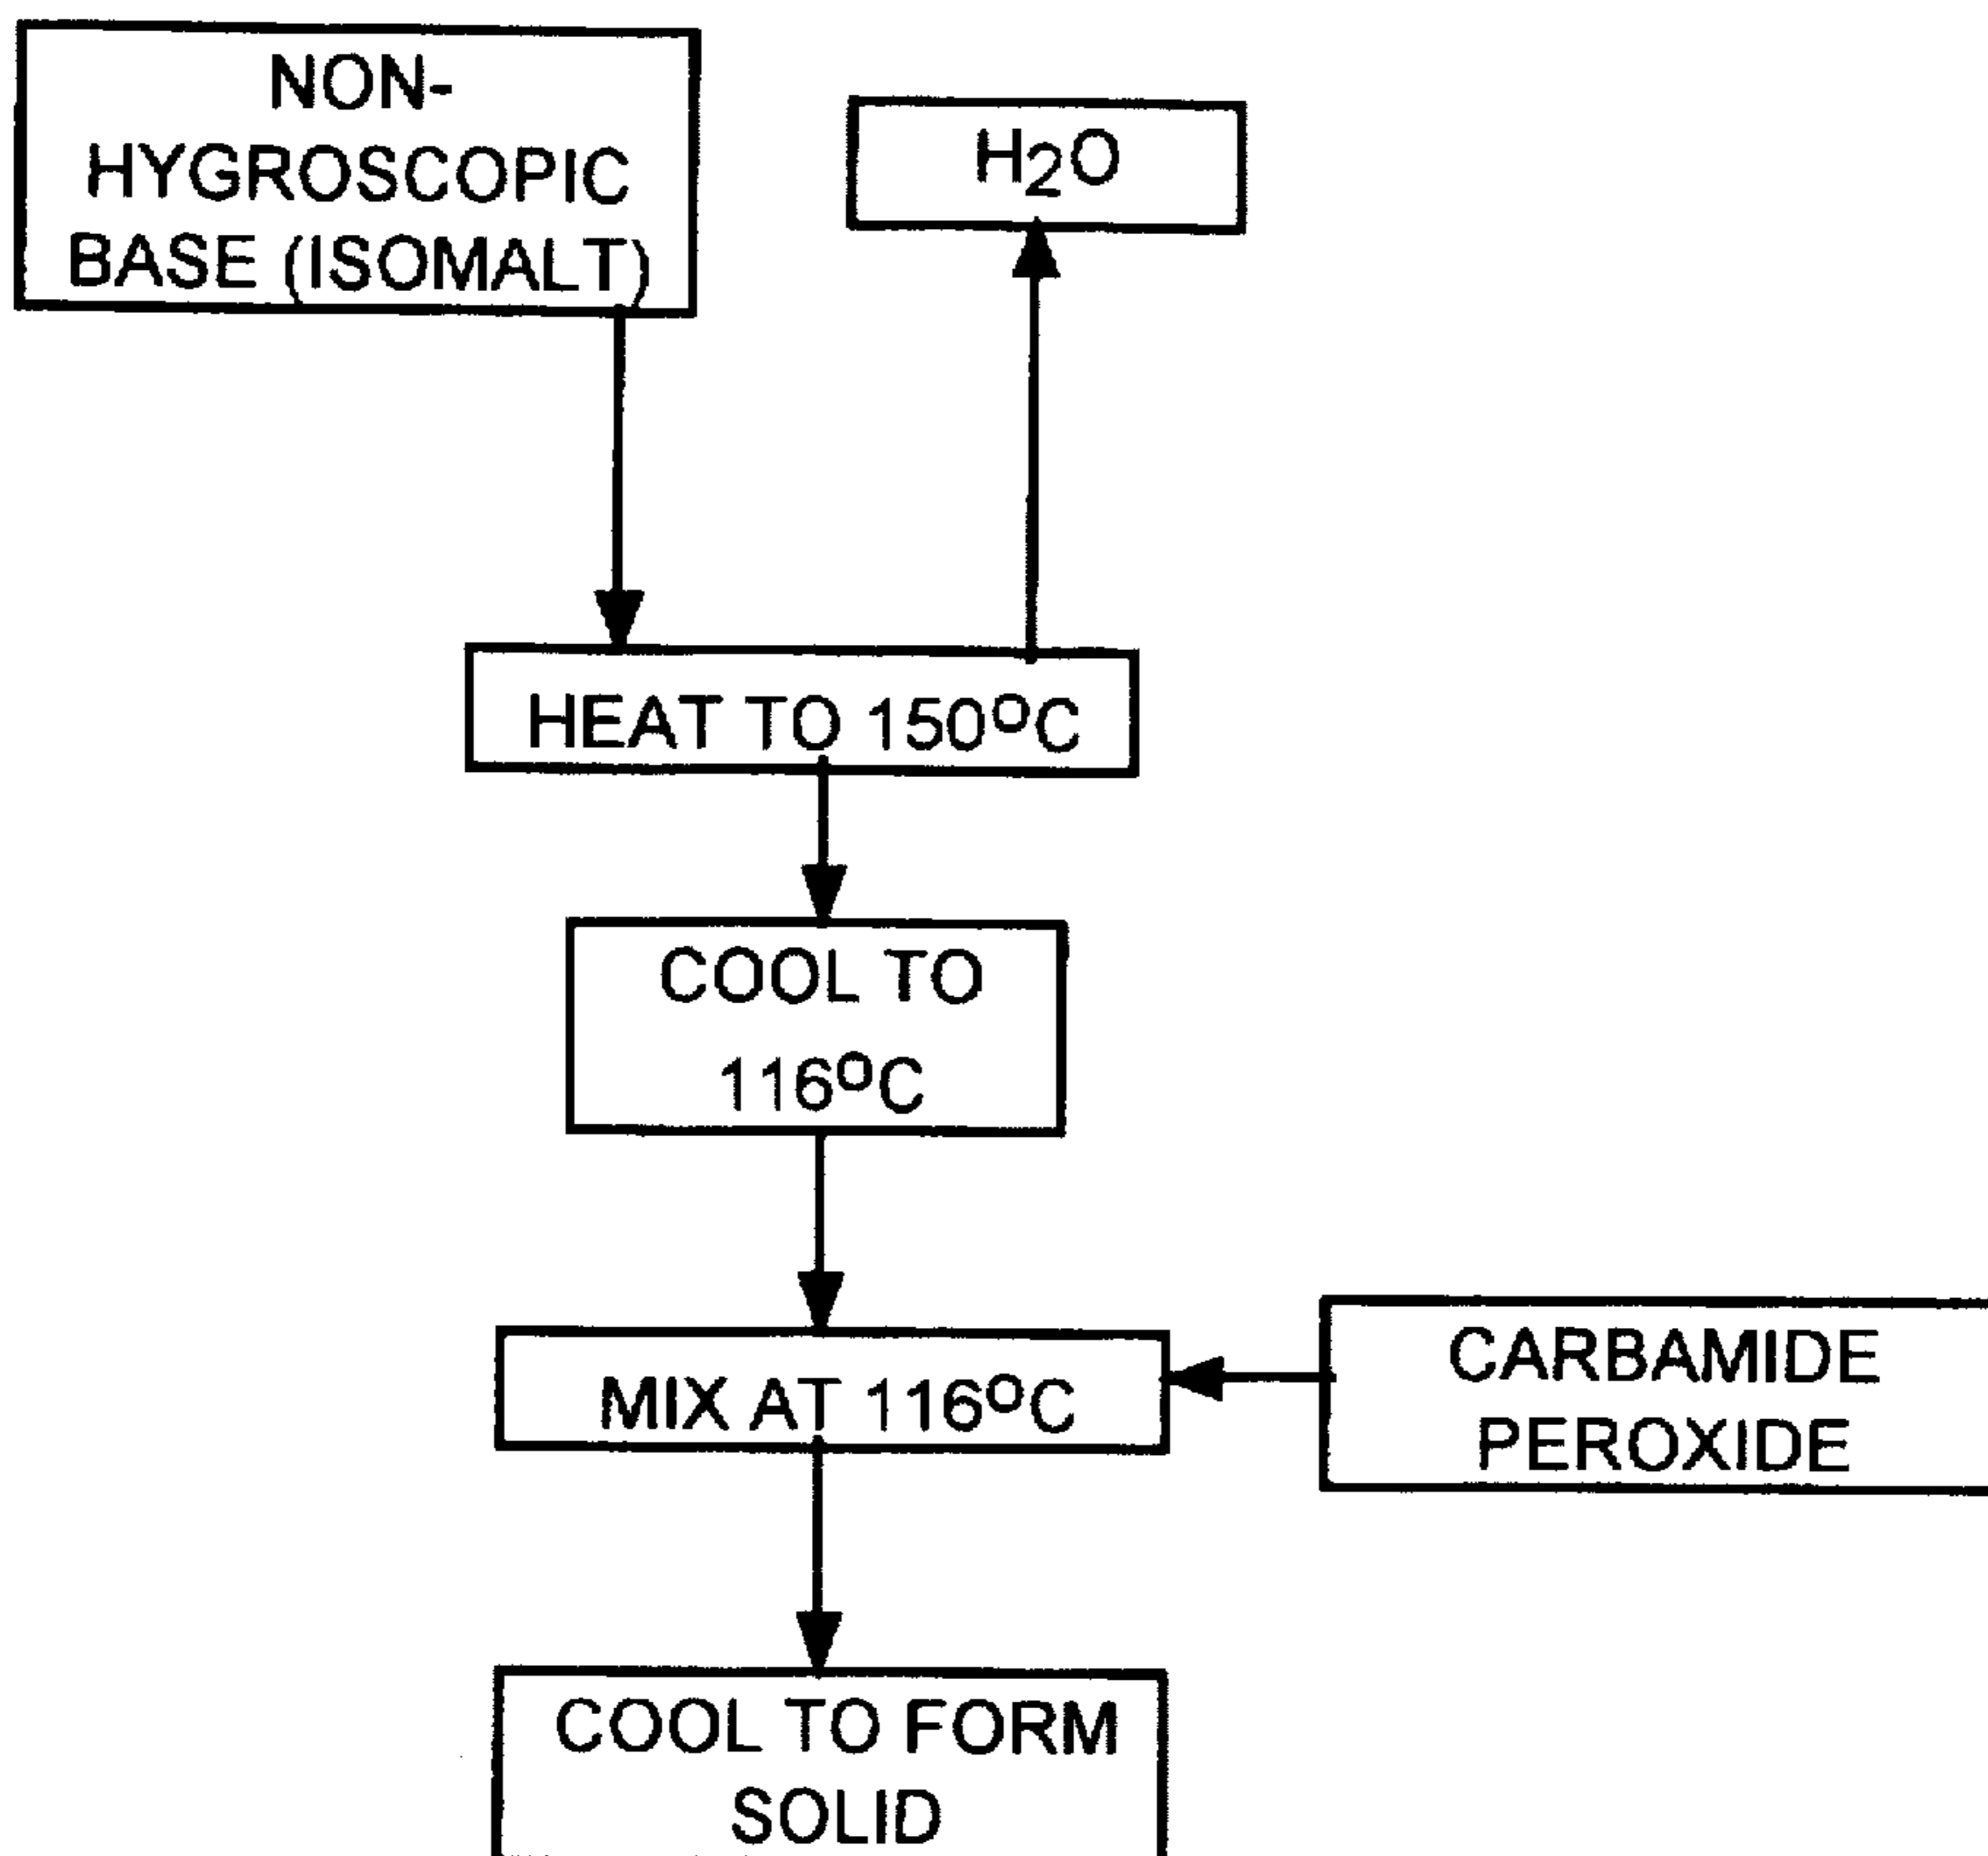 NON-
HYGROSCOPIC
BASE (ISOMALT)
H₂O
HEAT TO 150ºC
COOL TO
116ºC
MIX AT 116ºC
CARBAMIDE
PEROXIDE
COOL TO FORM
SOLID